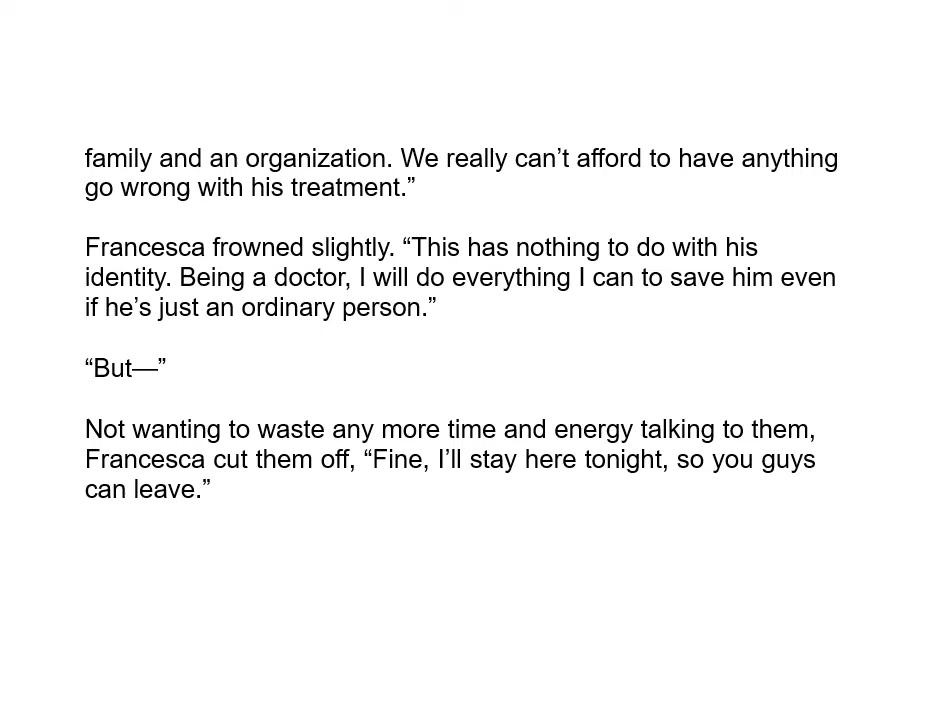 family and an organization. We really can’t afford to have anything
go wrong with his treatment.”
Francesca frowned slightly. “This has nothing to do with his
identity. Being a doctor, I will do everything I can to save him even
if he’s just an ordinary person.”
“But—”
Not wanting to waste any more time and energy talking to them,
Francesca cut them off, “Fine, I’ll stay here tonight, so you guys
can leave.”